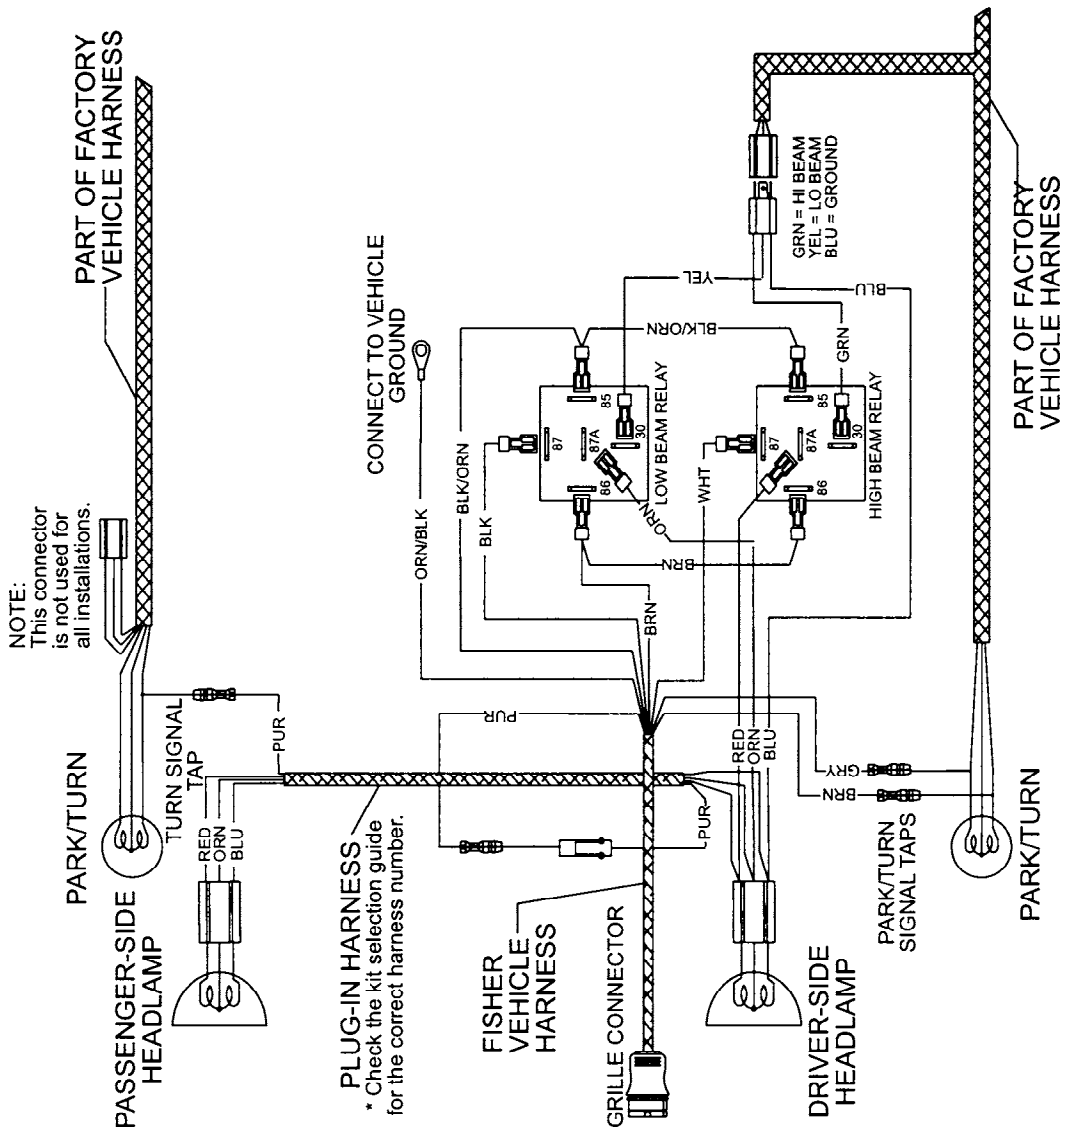 NOTE:
This connector
is not used for
all installations.
PART OF FACTORY
VEHICLE HARNESS
PARK/TURN
TURN SIGNAL
TAP
PUR
PASSENGER-SIDE
HEADLAMP
RED
ORN
BLU
PLUG-IN HARNESS
* Check the kit selection guide
for the correct harness number.
CONNECT TO VEHICLE
GROUND
ORN/BLK
BLK/ORN
BLK
PUR
FISHER
VEHICLE
HARNESS
GRILLE CONNECTOR
BLK/ORN
87
87A
85
30
86
LOW BEAM RELAY
ORN
BRN
BRN
WHT
YEL
PUR
87
87A
85
30
86
HIGH BEAM RELAY
GRN
BLU
GRN = HI BEAM
YEL = LO BEAM
BLU = GROUND
RED
ORN
BLU
DRIVER-SIDE
HEADLAMP
GRY
BRN
PARK/TURN
SIGNAL TAPS
PARK/TURN
PART OF FACTORY
VEHICLE HARNESS